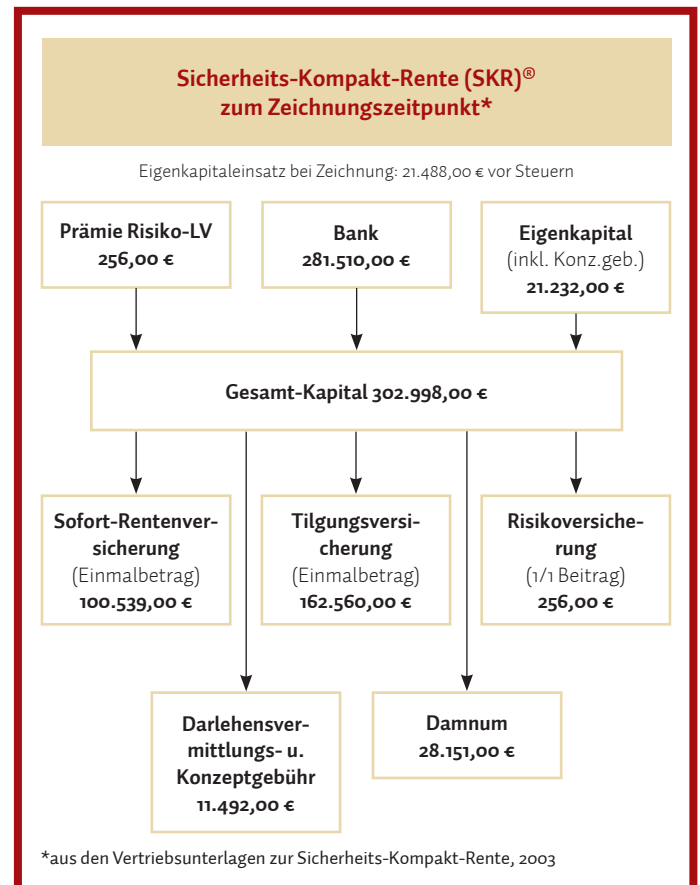 Sicherheits-Kompakt-Rente (SKR)®
zum Zeichnungszeitpunkt*
Eigenkapitaleinsatz bei Zeichnung: 21.488,00 € vor Steuern
Prämie Risiko-LV
256,00 €
Bank
281.510,00 €
Eigenkapital
(inkl. Konz.geb.)
21.232,00 €
Gesamt-Kapital 302.998,00 €
Sofort-Rentenver-
sicherung
(Einmalbetrag)
100.539,00 €
Tilgungsversi-
cherung
(Einmalbetrag)
162.560,00 €
Risikoversiche-
rung
(1/1 Beitrag)
256,00 €
Darlehensver-
mittlungs- u.
Konzeptgebühr
11.492,00 €
Damnum
28.151,00 €
*aus den Vertriebsunterlagen zur Sicherheits-Kompakt-Rente, 2003